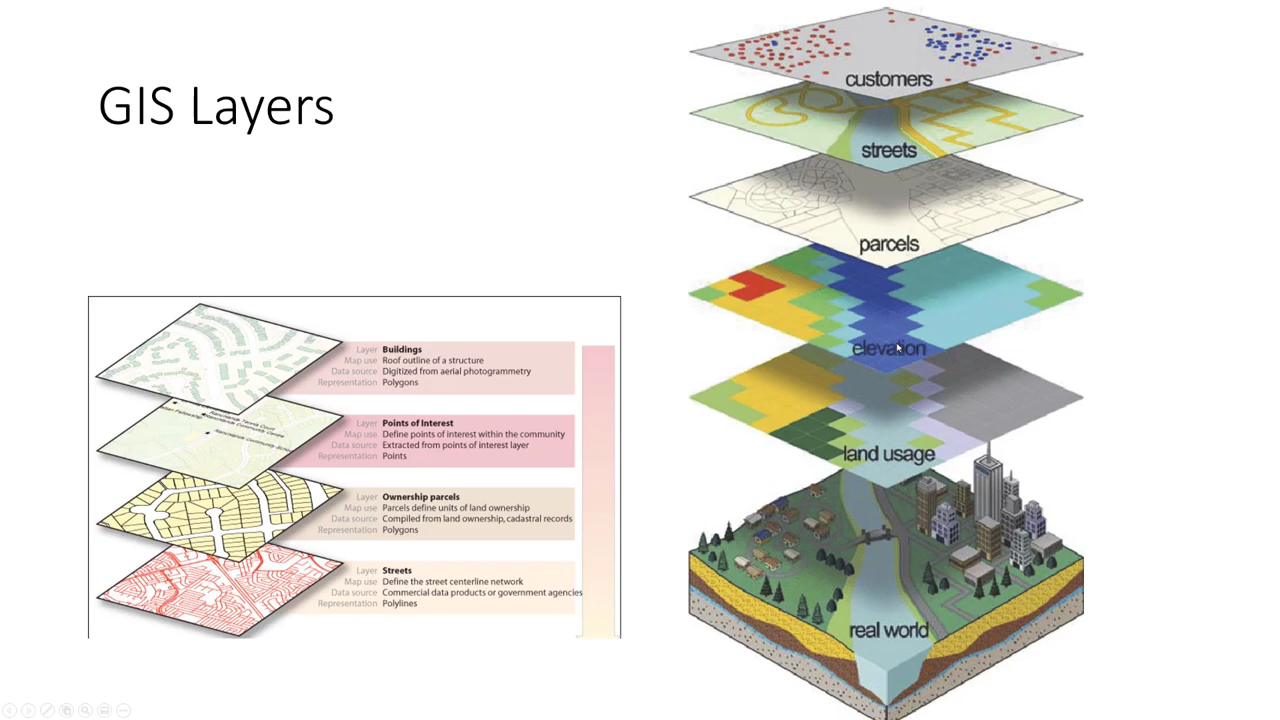 GIS Layers
customers
streets
parcels
elevation
land usage
real world
Layer Buildings
Map use Roof outline of a structure
Data source Digitized from aerial photogrammetry
Representation Polygons
Layer Points of Interest
Map use Define points of interest within the community
Data source Extracted from points of interest layer
Representation Points
Layer Ownership parcels
Map use Parcels define units of land ownership
Data source Compiled from land ownership, cadastral records
Representation Polygons
Layer Streets
Map use Define the street centerline network
Data source Commercial data products or government agencies
Representation Polylines